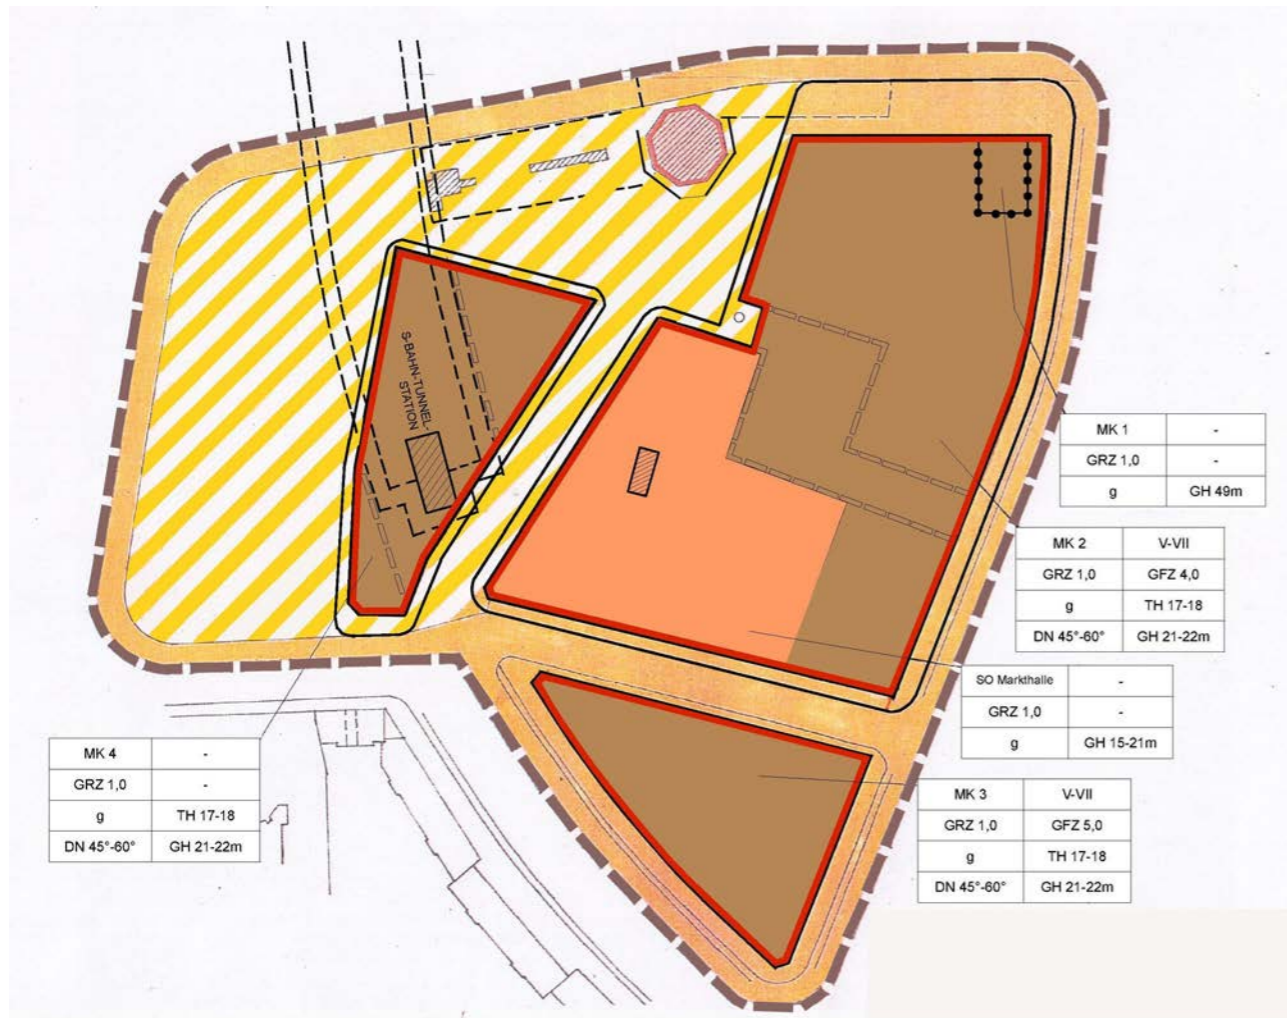 S-BAHN-TUNNEL-
STATION
MK 1 -
GRZ 1,0 -
g GH 49m
MK 2 V-VII
GRZ 1,0 GFZ 4,0
g TH 17-18
DN 45°-60° GH 21-22m
SO Markthalle -
GRZ 1,0 -
g GH 15-21m
MK 4 -
GRZ 1,0 -
g TH 17-18
DN 45°-60° GH 21-22m
MK 3 V-VII
GRZ 1,0 GFZ 5,0
g TH 17-18
DN 45°-60° GH 21-22m